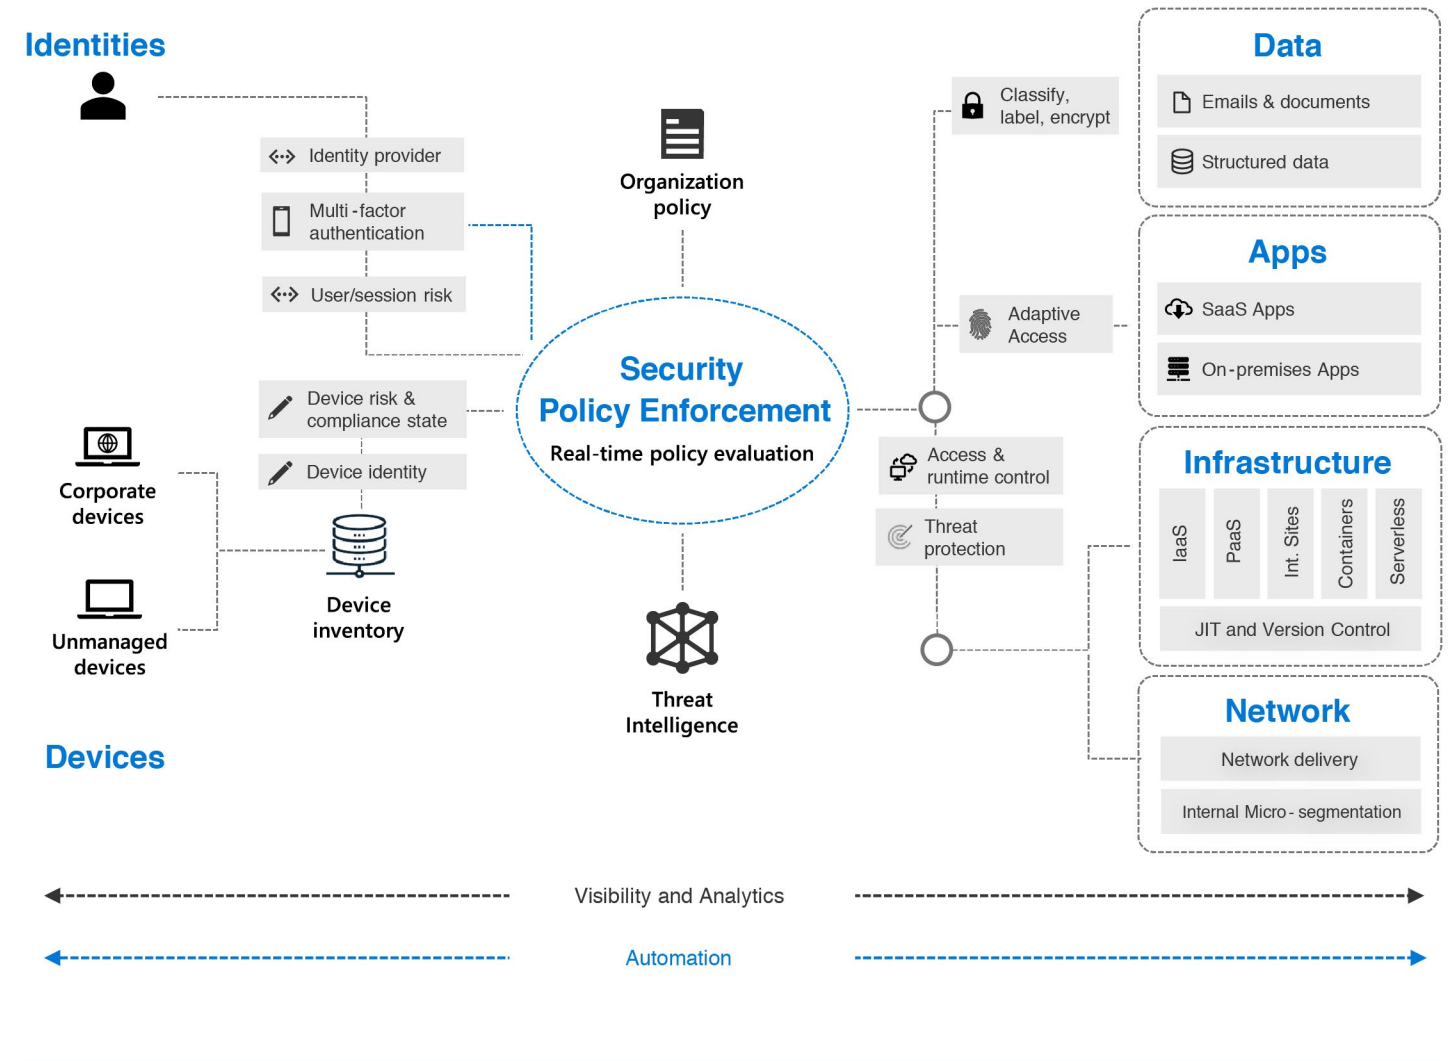 Identities
Identity provider
Multi-factor
authentication
User/session risk
Device risk &
compliance state
Device identity
Corporate
devices
Unmanaged
devices
Device
inventory
Devices
Organization
policy
Security
Policy Enforcement
Real-time policy evaluation
Threat
Intelligence
Classify,
label, encrypt
Adaptive
Access
Access &
runtime control
Threat
protection
Data
Emails & documents
Structured data
Apps
SaaS Apps
On-premises Apps
Infrastructure
IaaS
PaaS
Int. Sites
Containers
Serverless
JIT and Version Control
Network
Network delivery
Internal Micro-segmentation
Visibility and Analytics
Automation